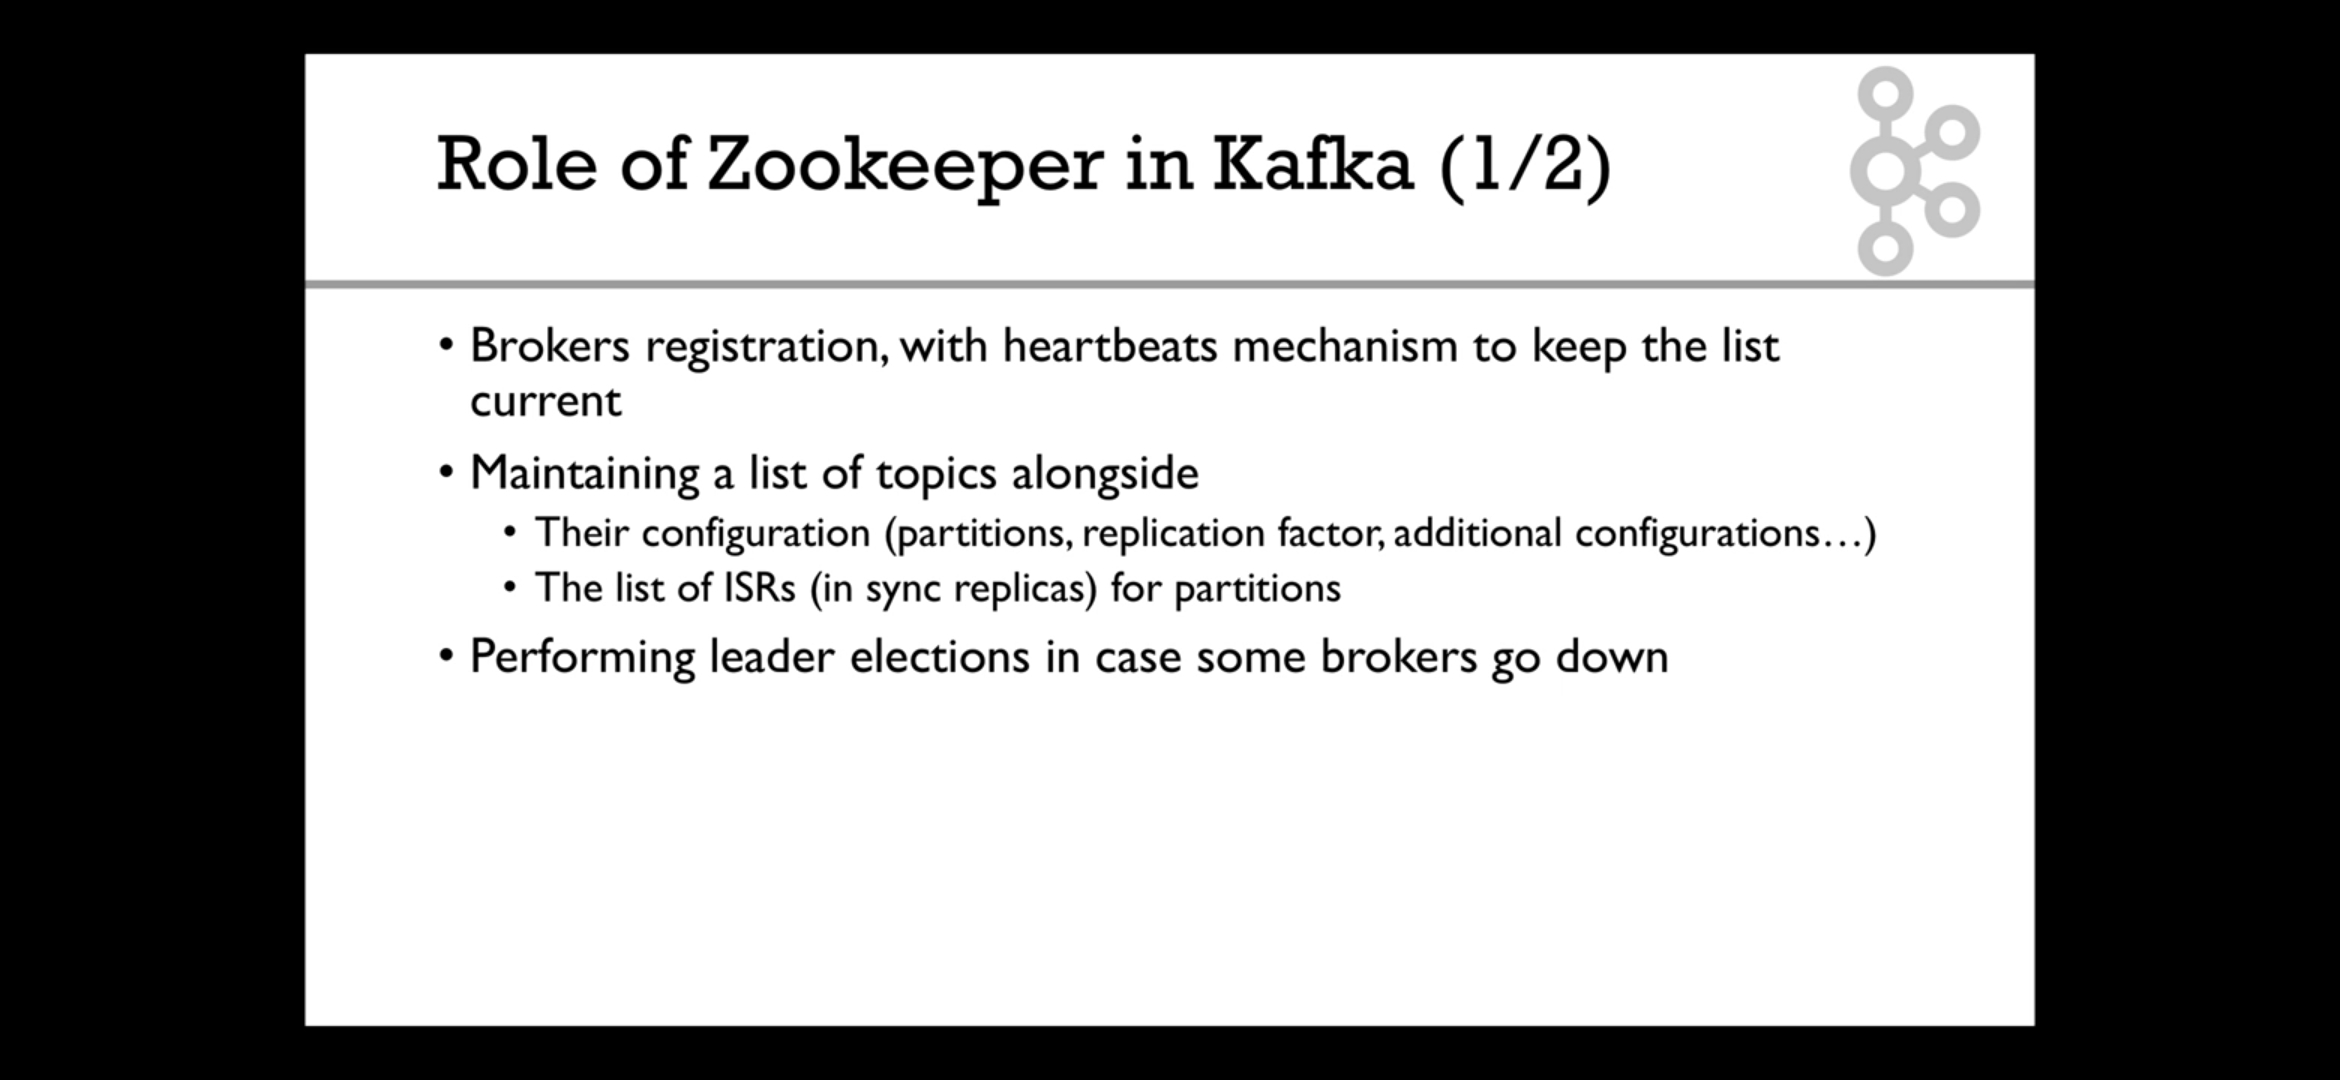 Role of Zookeeper in Kafka (1/2)
• Brokers registration, with heartbeats mechanism to keep the list
current
• Maintaining a list of topics alongside
• Their configuration (partitions, replication factor, additional configurations...)
• The list of ISRs (in sync replicas) for partitions
• Performing leader elections in case some brokers go down